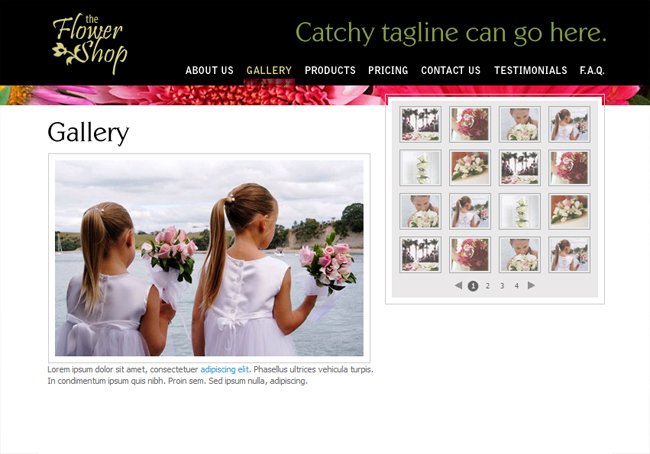 the
Flower
Shop
Catchy tagline can go here.
ABOUT US GALLERY PRODUCTS PRICING CONTACT US TESTIMONIALS F.A.Q.
Gallery
1 2 3 4
Lorem ipsum dolor sit amet, consectetuer adipiscing elit. Phasellus ultrices vehicula turpis.
In condimentum ipsum quis nibh. Proin sem. Sed ipsum nulla, adipiscing.